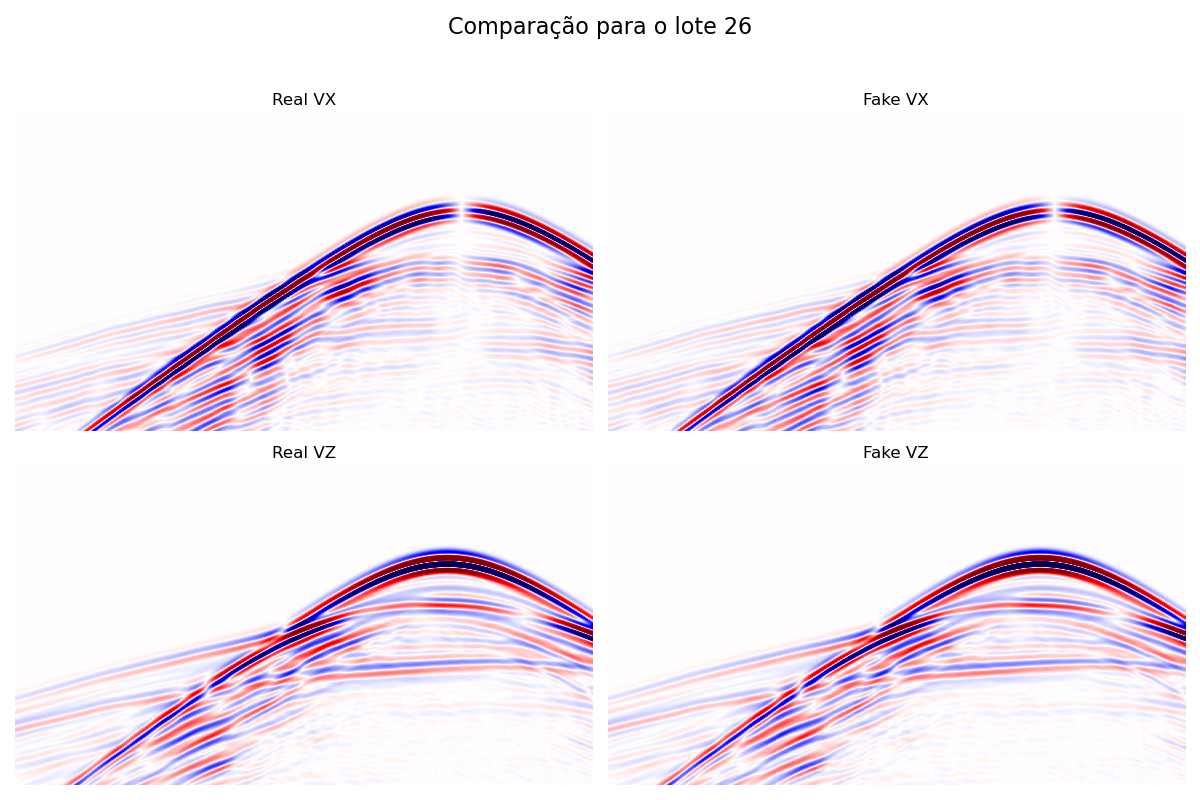 Comparação para o lote 26
Real VX
Fake VX
Real VZ
Fake VZ